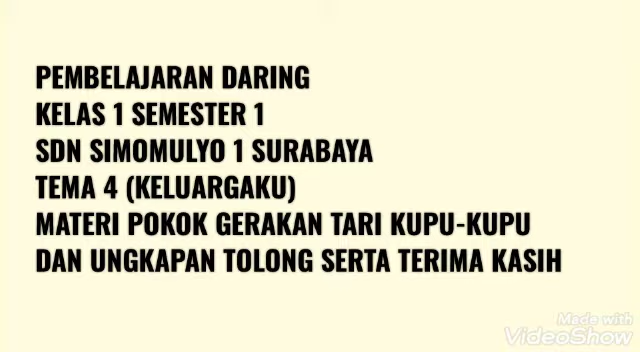 PEMBELAJARAN DARING
KELAS 1 SEMESTER 1
SDN SIMOMULYO 1 SURABAYA
TEMA 4 (KELUARGAKU)
MATERI POKOK GERAKAN TARI KUPU-KUPU
DAN UNGKAPAN TOLONG SERTA TERIMA KASIH
Made with
VideoShow